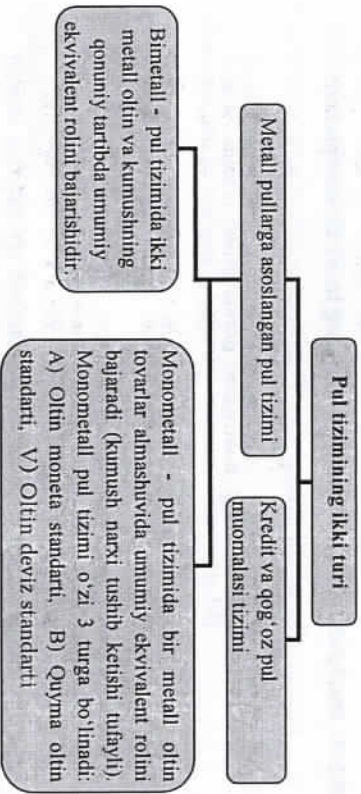 Pul tizimining ikki turi
Metall pullarga asoslangan pul tizimi
Kredit va qog'oz pul
muomalasi tizimi
Bimetall - pul tizimida ikki
metall oltin va kumushning
qonuniy tartibda umumiy
ekvivalent rolini bajarishidir.
Monometall - pul tizimida bir metall oltin
tovarlar almashuvida umumiy ekvivalent rolini
bajaradi (kumush narxi tushib ketishi tufayli).
Monometall pul tizimi o'zi 3 turga bo'linadi:
A) Oltin moneta standarti, B) Quyma oltin
standarti, V) Oltin deviz standarti